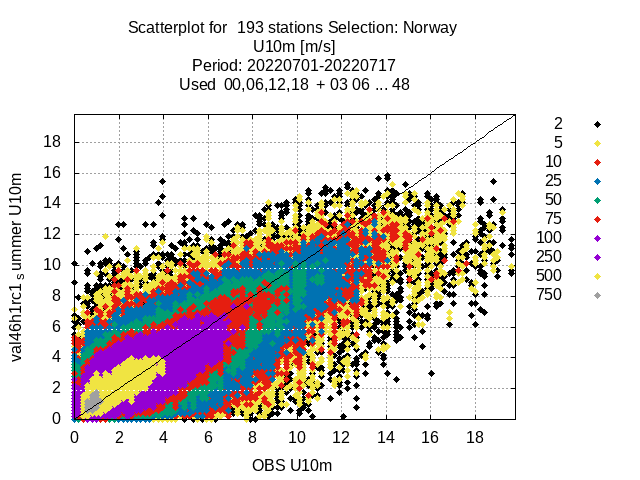 Scatterplot for  193 stations Selection: Norway
U10m [m/s]
Period: 20220701-20220717
Used  00,06,12,18  + 03 06 ... 48
2
5
10
25
50
75
100
250
500
750
18
16
14
12
10
8
6
4
2
0
0 2 4 6 8 10 12 14 16 18
val46h1rc1 s ummer U10m
OBS U10m